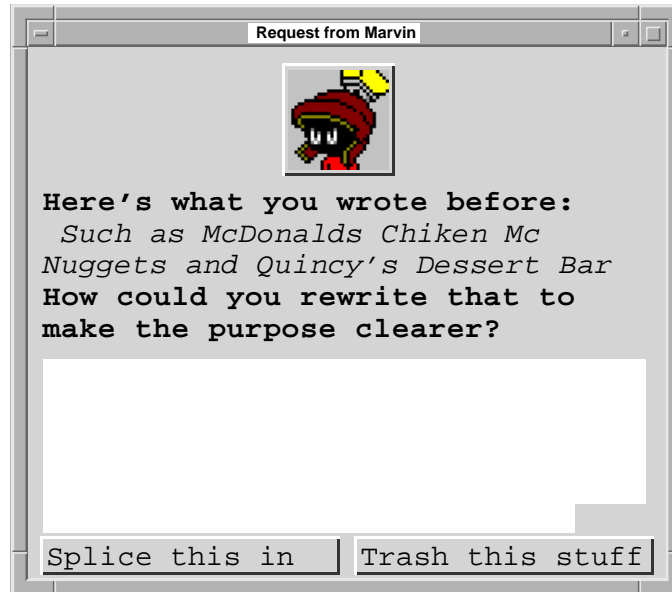 Request from Marvin
Here's what you wrote before:
Such as McDonalds Chiken Mc
Nuggets and Quincy's Dessert Bar
How could you rewrite that to
make the purpose clearer?
Splice this in
Trash this stuff